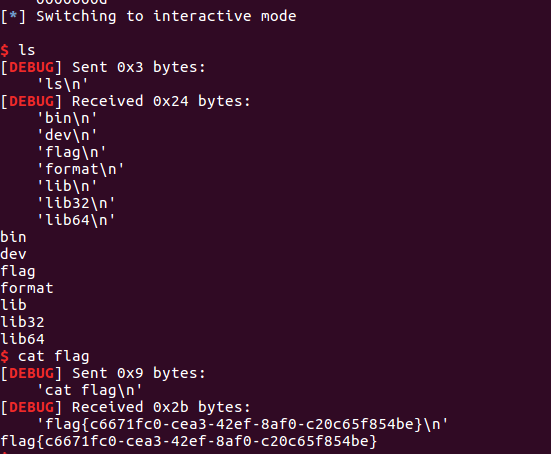 [*] Switching to interactive mode
$ ls
[DEBUG] Sent 0x3 bytes:
    'ls\n'
[DEBUG] Received 0x24 bytes:
    'bin\n'
    'dev\n'
    'flag\n'
    'format\n'
    'lib\n'
    'lib32\n'
    'lib64\n'
bin
dev
flag
format
lib
lib32
lib64
$ cat flag
[DEBUG] Sent 0x9 bytes:
    'cat flag\n'
[DEBUG] Received 0x2b bytes:
    'flag{c6671fc0-cea3-42ef-8af0-c20c65f854be}\n'
flag{c6671fc0-cea3-42ef-8af0-c20c65f854be}